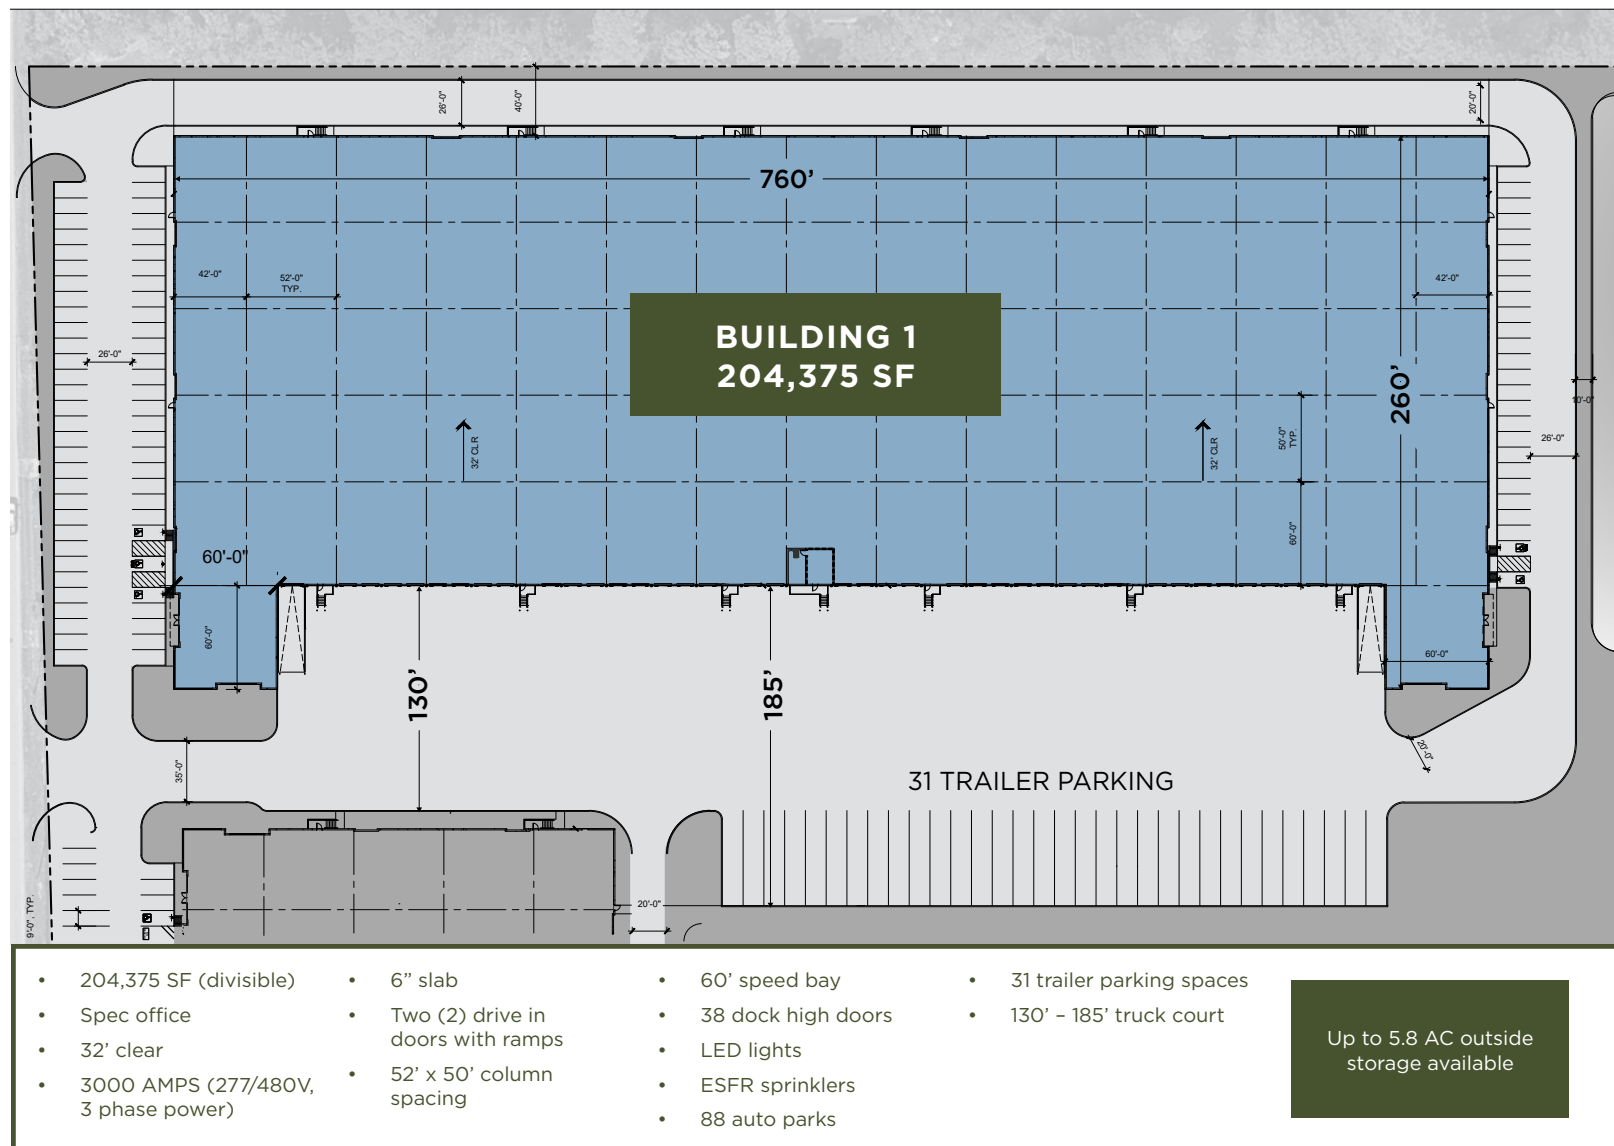 26'-0"
40'-0"
20'-0"
760'
42'-0"
52'-0"
TYP.
42'-0"
BUILDING 1
204,375 SF
26'-0"
260'
10'-0"
32' CLR
32' CLR
50'-0"
TYP.
26'-0"
60'-0"
60'-0"
60'-0"
60'-0"
130'
185'
20'-0"
35'-0"
31 TRAILER PARKING
9'-0", TYP.
20'-0"
• 204,375 SF (divisible)
• Spec office
• 32' clear
• 3000 AMPS (277/480V,
3 phase power)
• 6" slab
• Two (2) drive in
doors with ramps
• 52' x 50' column
spacing
• 60' speed bay
• 38 dock high doors
• LED lights
• ESFR sprinklers
• 88 auto parks
• 31 trailer parking spaces
• 130' – 185' truck court
Up to 5.8 AC outside
storage available